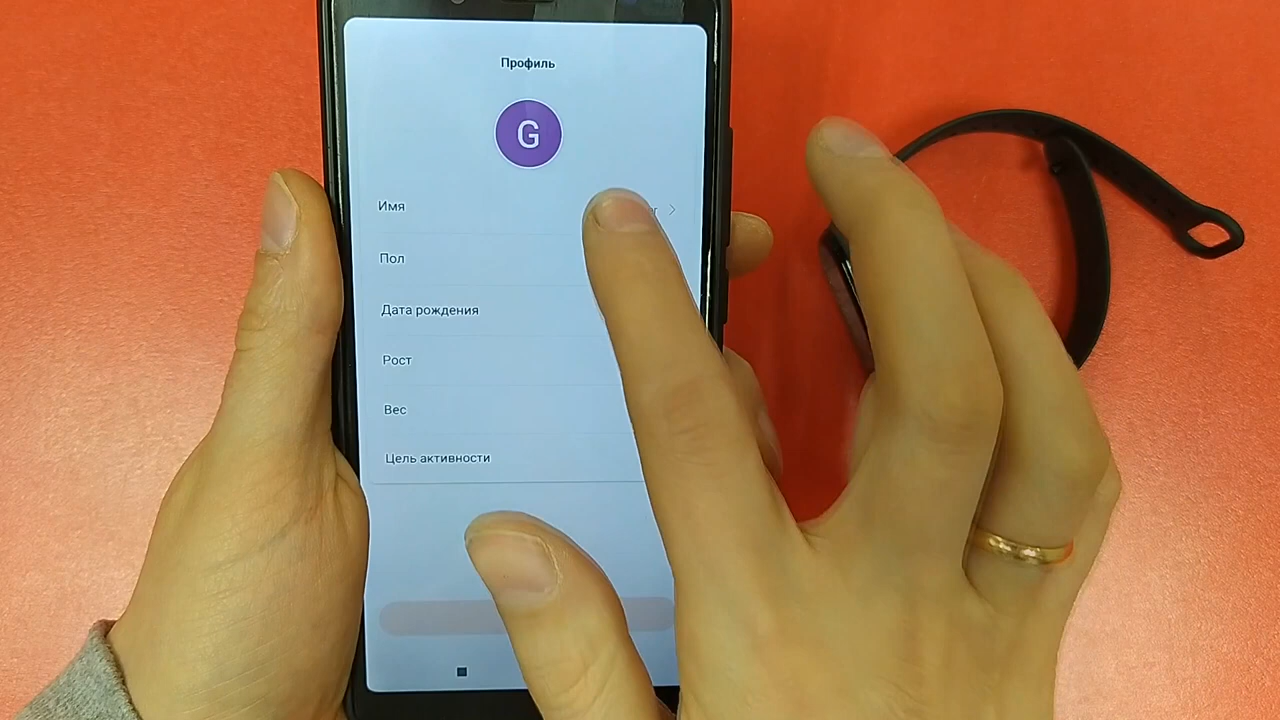 Профиль
G
Имя
Пол
Дата рождения
Рост
Вес
Цель активности